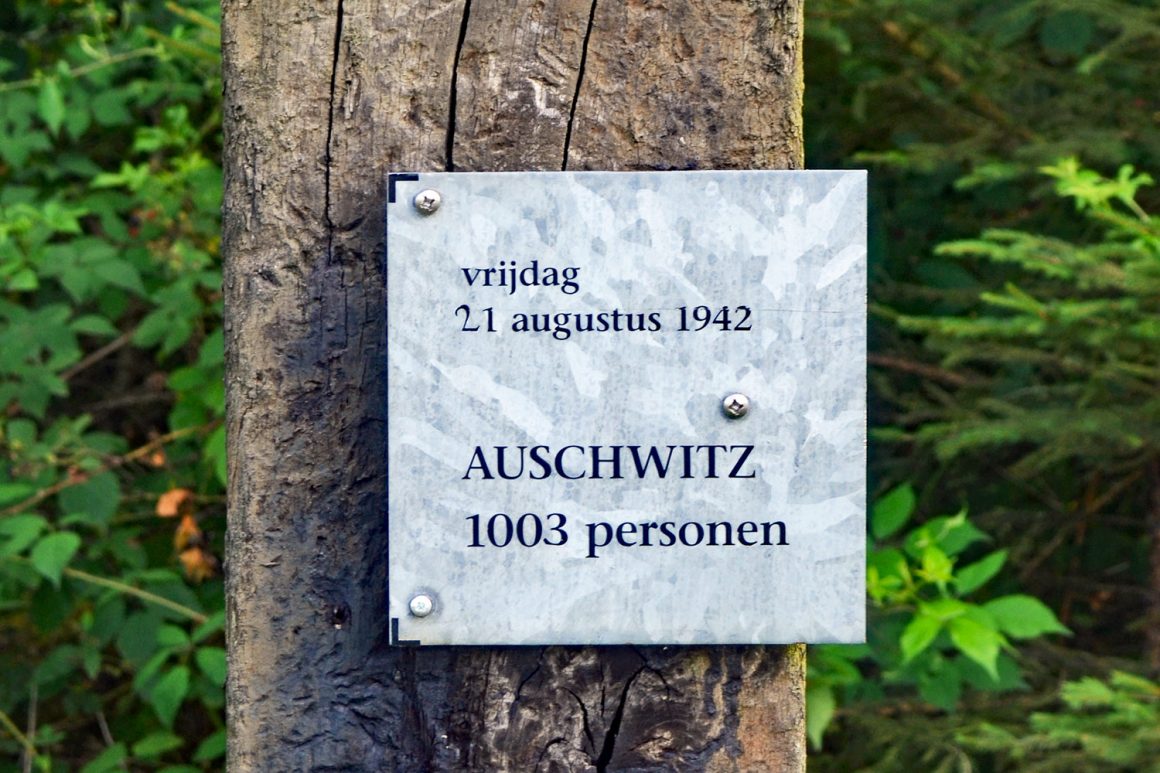 vrijdag
21 augustus 1942
AUSCHWITZ
1003 personen